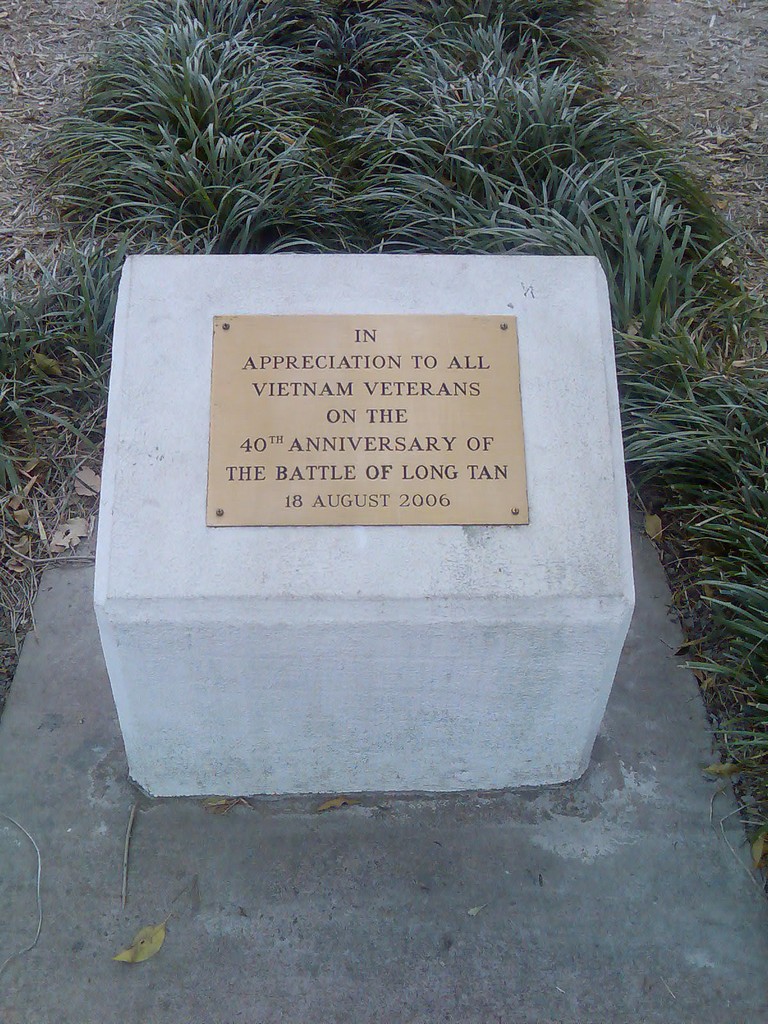 IN
APPRECIATION TO ALL
VIETNAM VETERANS
ON THE
40TH ANNIVERSARY OF
THE BATTLE OF LONG TAN
18 AUGUST 2006